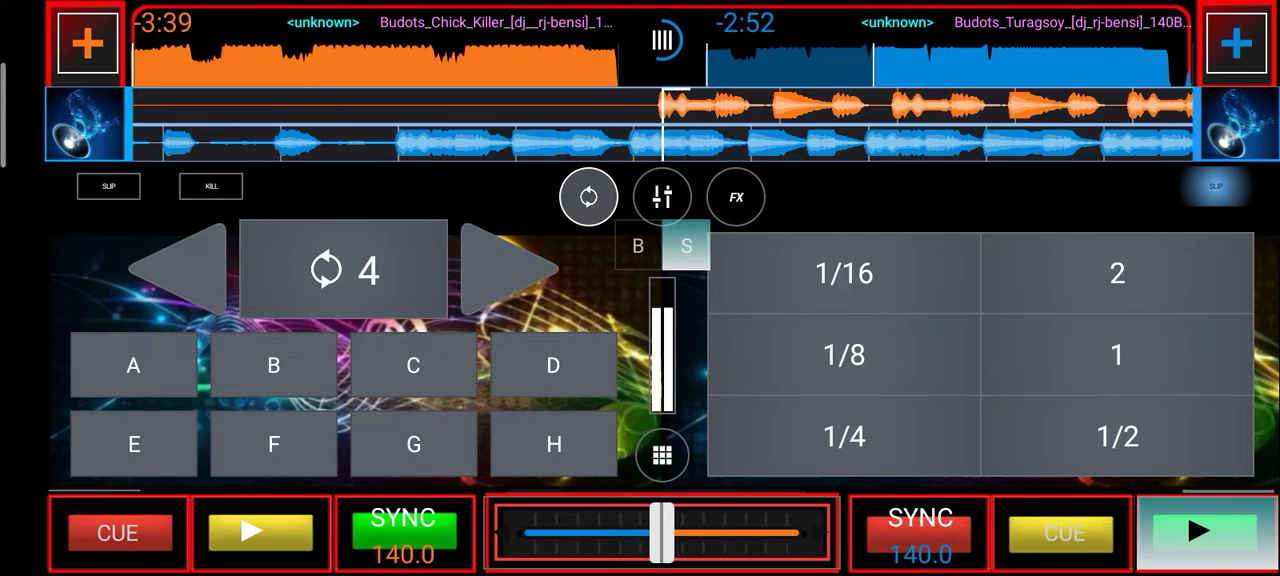 -3:39 <unknown> Budots_Chick_Killer_[dj__rj-bensi]_1...
-2:52 <unknown> Budots_Turagsoy_[dj_rj-bensi]_140B...
SLIP KILL FX SLIP
4
B S
1/16 2
1/8 1
1/4 1/2
A B C D
E F G H
CUE SYNC 140.0
SYNC 140.0 CUE